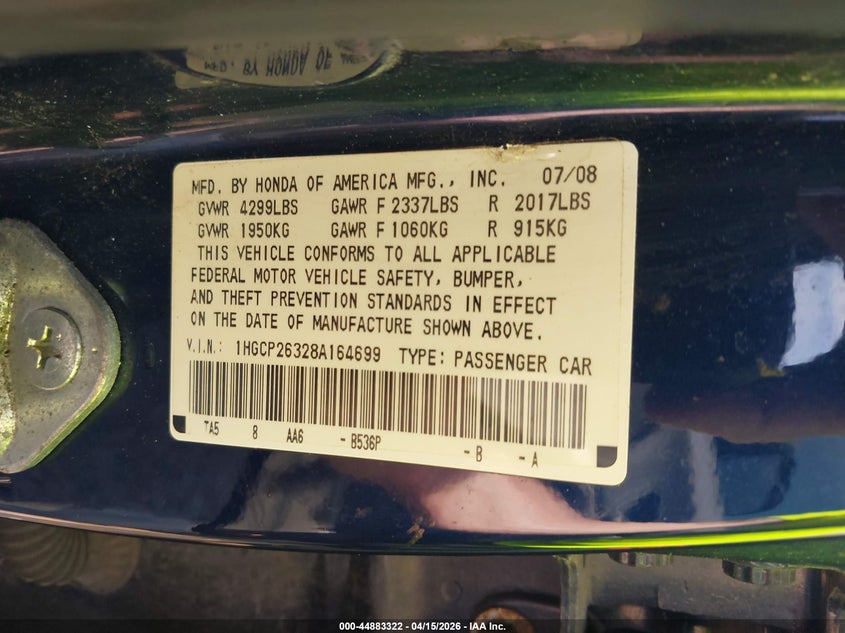 MFD. BY HONDA OF AMERICA MFG., INC. 07/08
GVWR 4299LBS GAWR F 2337LBS R 2017LBS
GVWR 1950KG GAWR F 1060KG R 915KG
THIS VEHICLE CONFORMS TO ALL APPLICABLE
FEDERAL MOTOR VEHICLE SAFETY, BUMPER,
AND THEFT PREVENTION STANDARDS IN EFFECT
ON THE DATE OF MANUFACTURE SHOWN ABOVE.
V.I.N.: 1HGCP26328A164699 TYPE: PASSENGER CAR
TA5 8 AA6 -B536P -B -A
000-44883322 - 04/15/2026 - IAA Inc.